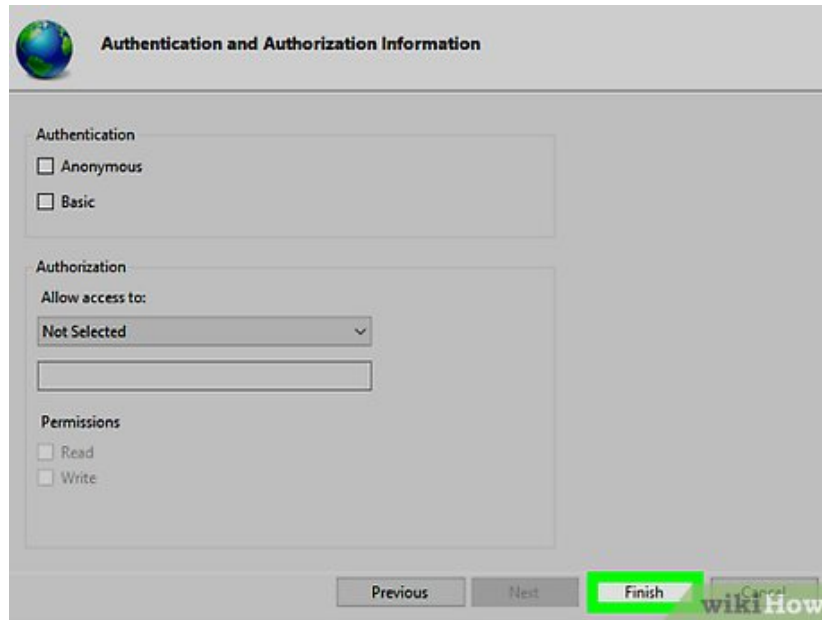 Authentication and Authorization Information
Authentication
Anonymous
Basic
Authorization
Allow access to:
Not Selected
Permissions
Read
Write
Previous Next Finish Cancel
wikiHow